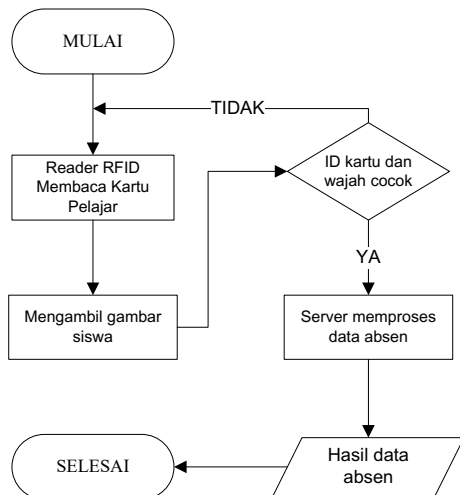 MULAI
TIDAK
Reader RFID
Membaca Kartu
Pelajar
ID kartu dan
wajah cocok
YA
Mengambil gambar
siswa
Server memproses
data absen
SELESAI
Hasil data
absen